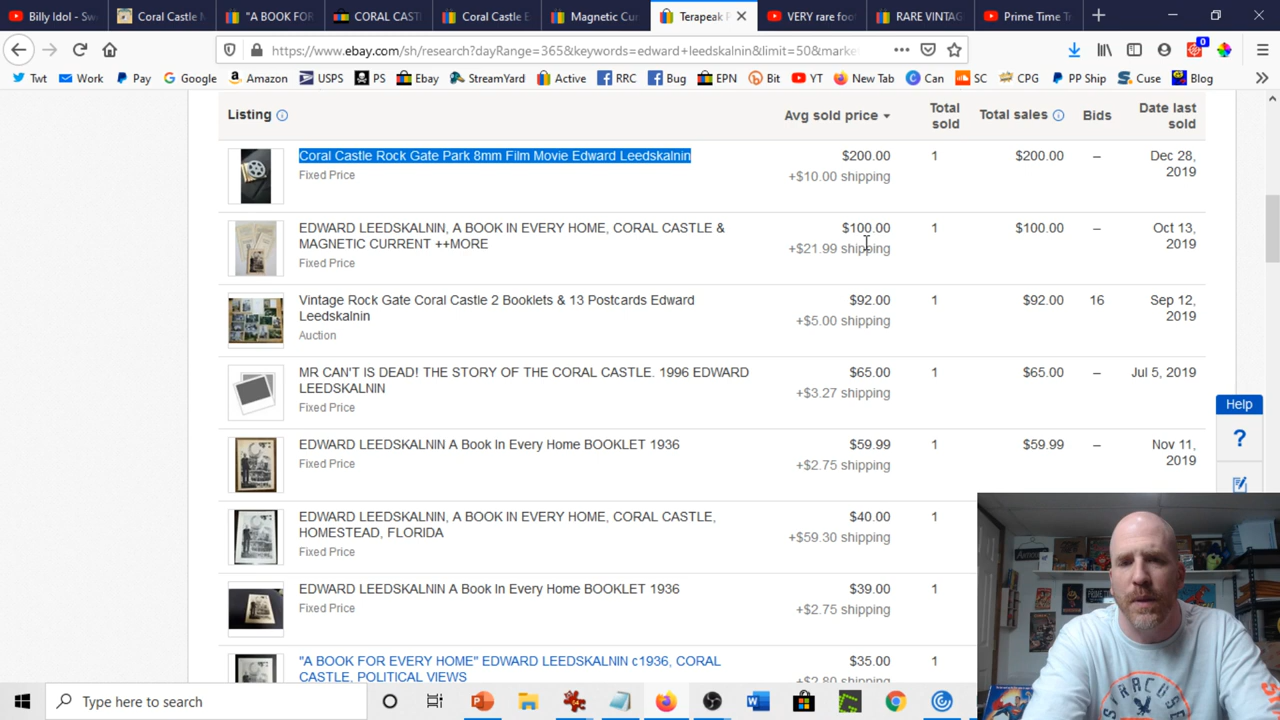 Billy Idol - Sw
Coral Castle M
"A BOOK FOR
CORAL CAST
Coral Castle E
Magnetic Cur
Terapeak F
VERY rare foo
RARE VINTAG
Prime Time T
https://www.ebay.com/sh/research?dayRange=365&keywords=edward+leedskalnin&limit=50&marke
0
Twt Work Pay Google Amazon USPS PS Ebay StreamYard Active RRC Bug EPN Bit YT New Tab Can SC CPG PP Ship Cuse Blog
Listing
Avg sold price
Total sold
Total sales
Bids
Date last sold
Coral Castle Rock Gate Park 8mm Film Movie Edward Leedskalnin
Fixed Price
$200.00
+$10.00 shipping
1
$200.00
–
Dec 28,
2019
EDWARD LEEDSKALNIN, A BOOK IN EVERY HOME, CORAL CASTLE &
MAGNETIC CURRENT ++MORE
Fixed Price
$100.00
+$21.99 shipping
1
$100.00
–
Oct 13,
2019
Vintage Rock Gate Coral Castle 2 Booklets & 13 Postcards Edward
Leedskalnin
Auction
$92.00
+$5.00 shipping
1
$92.00
16
Sep 12,
2019
MR CAN'T IS DEAD! THE STORY OF THE CORAL CASTLE. 1996 EDWARD
LEEDSKALNIN
Fixed Price
$65.00
+$3.27 shipping
1
$65.00
–
Jul 5, 2019
EDWARD LEEDSKALNIN A Book In Every Home BOOKLET 1936
Fixed Price
$59.99
+$2.75 shipping
1
$59.99
–
Nov 11,
2019
EDWARD LEEDSKALNIN, A BOOK IN EVERY HOME, CORAL CASTLE,
HOMESTEAD, FLORIDA
Fixed Price
$40.00
+$59.30 shipping
1
EDWARD LEEDSKALNIN A Book In Every Home BOOKLET 1936
Fixed Price
$39.00
+$2.75 shipping
1
"A BOOK FOR EVERY HOME" EDWARD LEEDSKALNIN c1936, CORAL
CASTLE, POLITICAL VIEWS
$35.00
+$2.80 shipping
1
Help
?
SYRACUSE
Type here to search